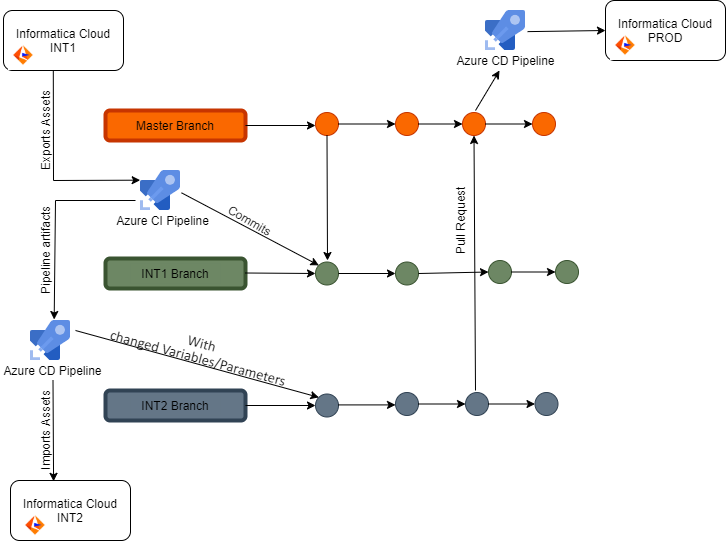 Informatica Cloud
INT1
Azure CD Pipeline
Informatica Cloud
PROD
Exports Assets
Master Branch
Azure CI Pipeline
Commits
Pull Request
Pipeline artifacts
INT1 Branch
With
changed Variables/Parameters
Azure CD Pipeline
INT2 Branch
Imports Assets
Informatica Cloud
INT2